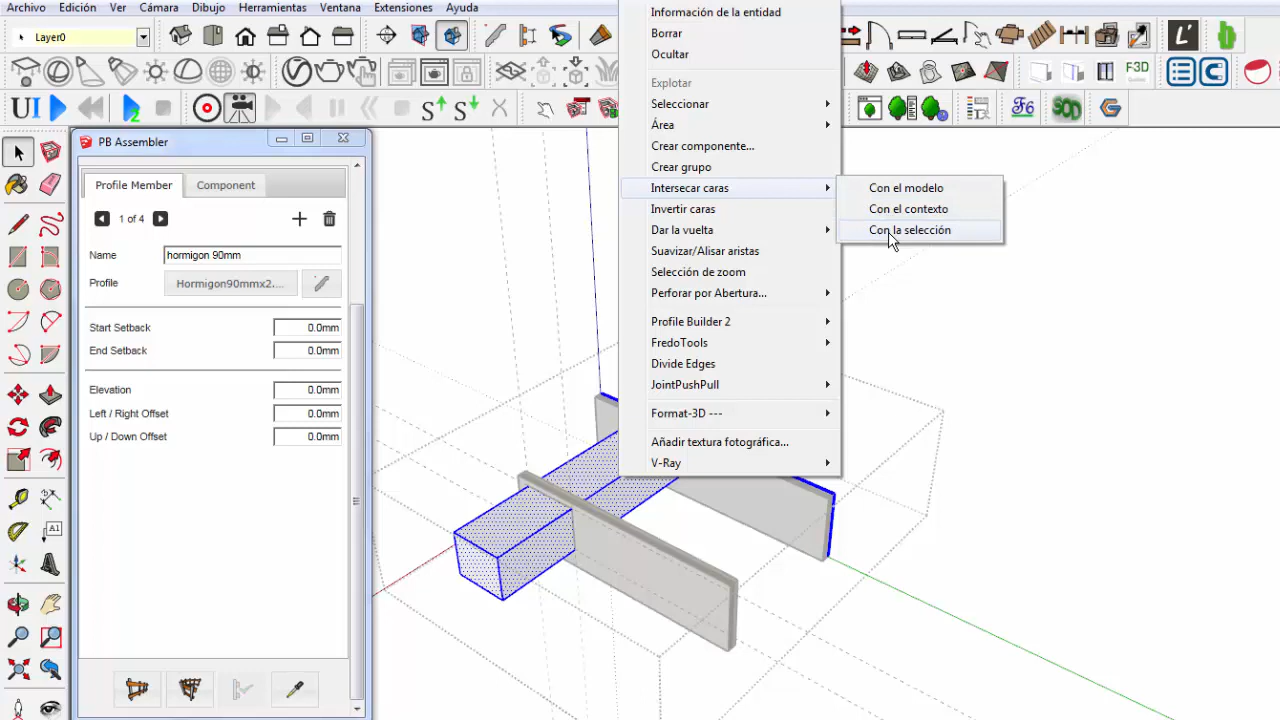 Archivo Edición Ver Cámara Dibujo Herramientas Ventana Extensiones Ayuda
Layer0
L'
F3D
UI
2
S
S
F6
SOD
PB Assembler
Profile Member Component
1 of 4
Name hormigon 90mm
Profile Hormigon90mmx2....
Start Setback 0.0mm
End Setback 0.0mm
Elevation 0.0mm
Left / Right Offset 0.0mm
Up / Down Offset 0.0mm
A1
Información de la entidad
Borrar
Ocultar
Explotar
Seleccionar
Área
Crear componente...
Crear grupo
Intersecar caras
Invertir caras
Dar la vuelta
Suavizar/Alisar aristas
Selección de zoom
Perforar por Abertura...
Profile Builder 2
FredoTools
Divide Edges
JointPushPull
Format-3D ---
Añadir textura fotográfica...
V-Ray
Con el modelo
Con el contexto
Con la selección